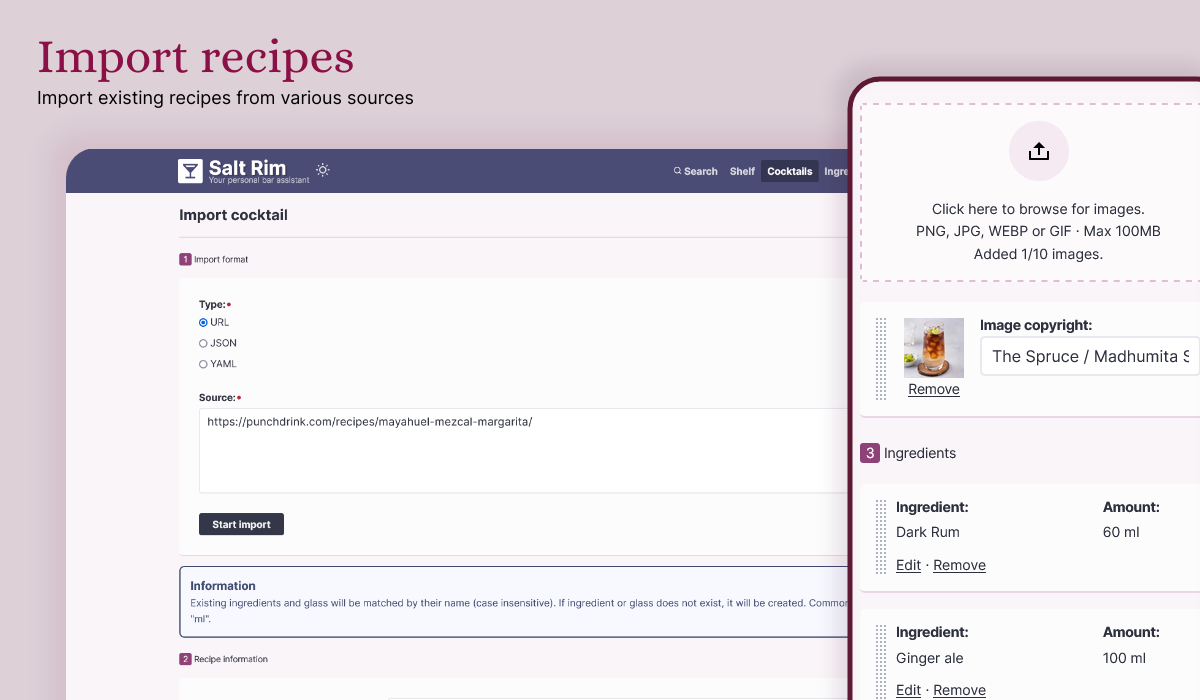 Import recipes
Import existing recipes from various sources
Salt Rim
Your personal bar assistant
Search Shelf Cocktails
Import cocktail
1 Import format
Type:•
URL
JSON
YAML
Source:•
https://punchdrink.com/recipes/mayahuel-mezcal-margarita/
Start import
Information
Existing ingredients and glass will be matched by their name (case insensitive). If ingredient or glass does not exist, it will be created.
"ml".
2 Recipe information
Click here to browse for images.
PNG, JPG, WEBP or GIF · Max 100MB
Added 1/10 images.
Image copyright:
The Spruce / Madhumita S
Remove
3 Ingredients
Ingredient: Amount:
Dark Rum 60 ml
Edit · Remove
Ingredient: Amount:
Ginger ale 100 ml
Edit · Remove